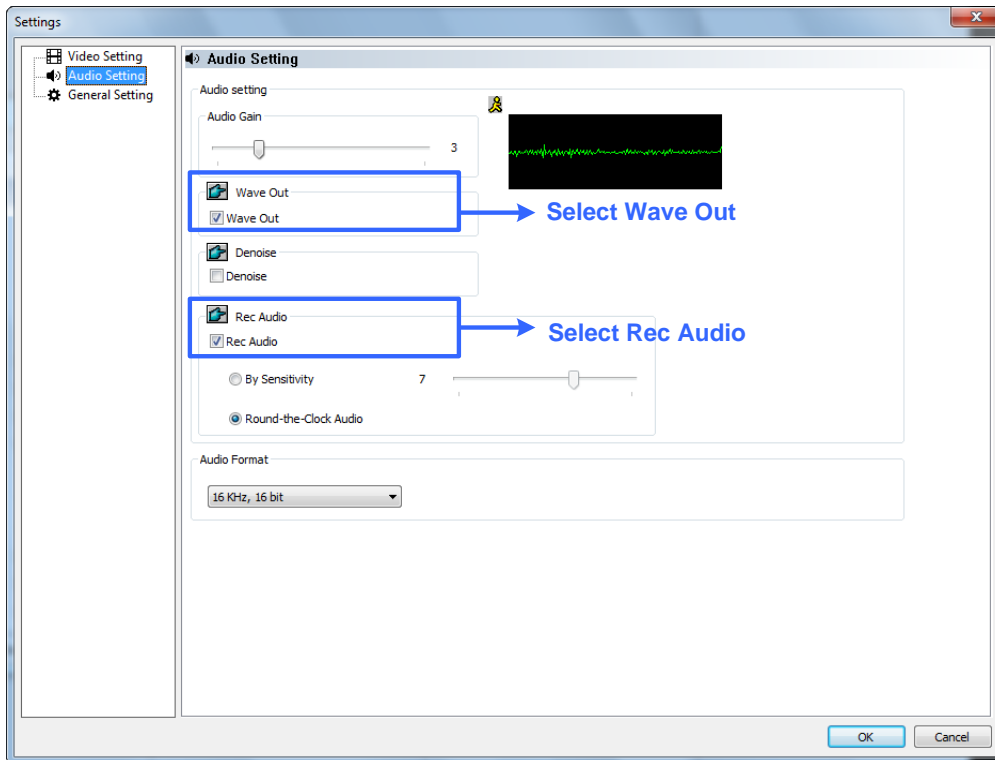 Settings
Video Setting
Audio Setting
General Setting
Audio Setting
Audio setting
Audio Gain
3
Wave Out
Wave Out
Select Wave Out
Denoise
Denoise
Rec Audio
Rec Audio
Select Rec Audio
By Sensitivity 7
Round-the-Clock Audio
Audio Format
16 KHz, 16 bit
OK Cancel